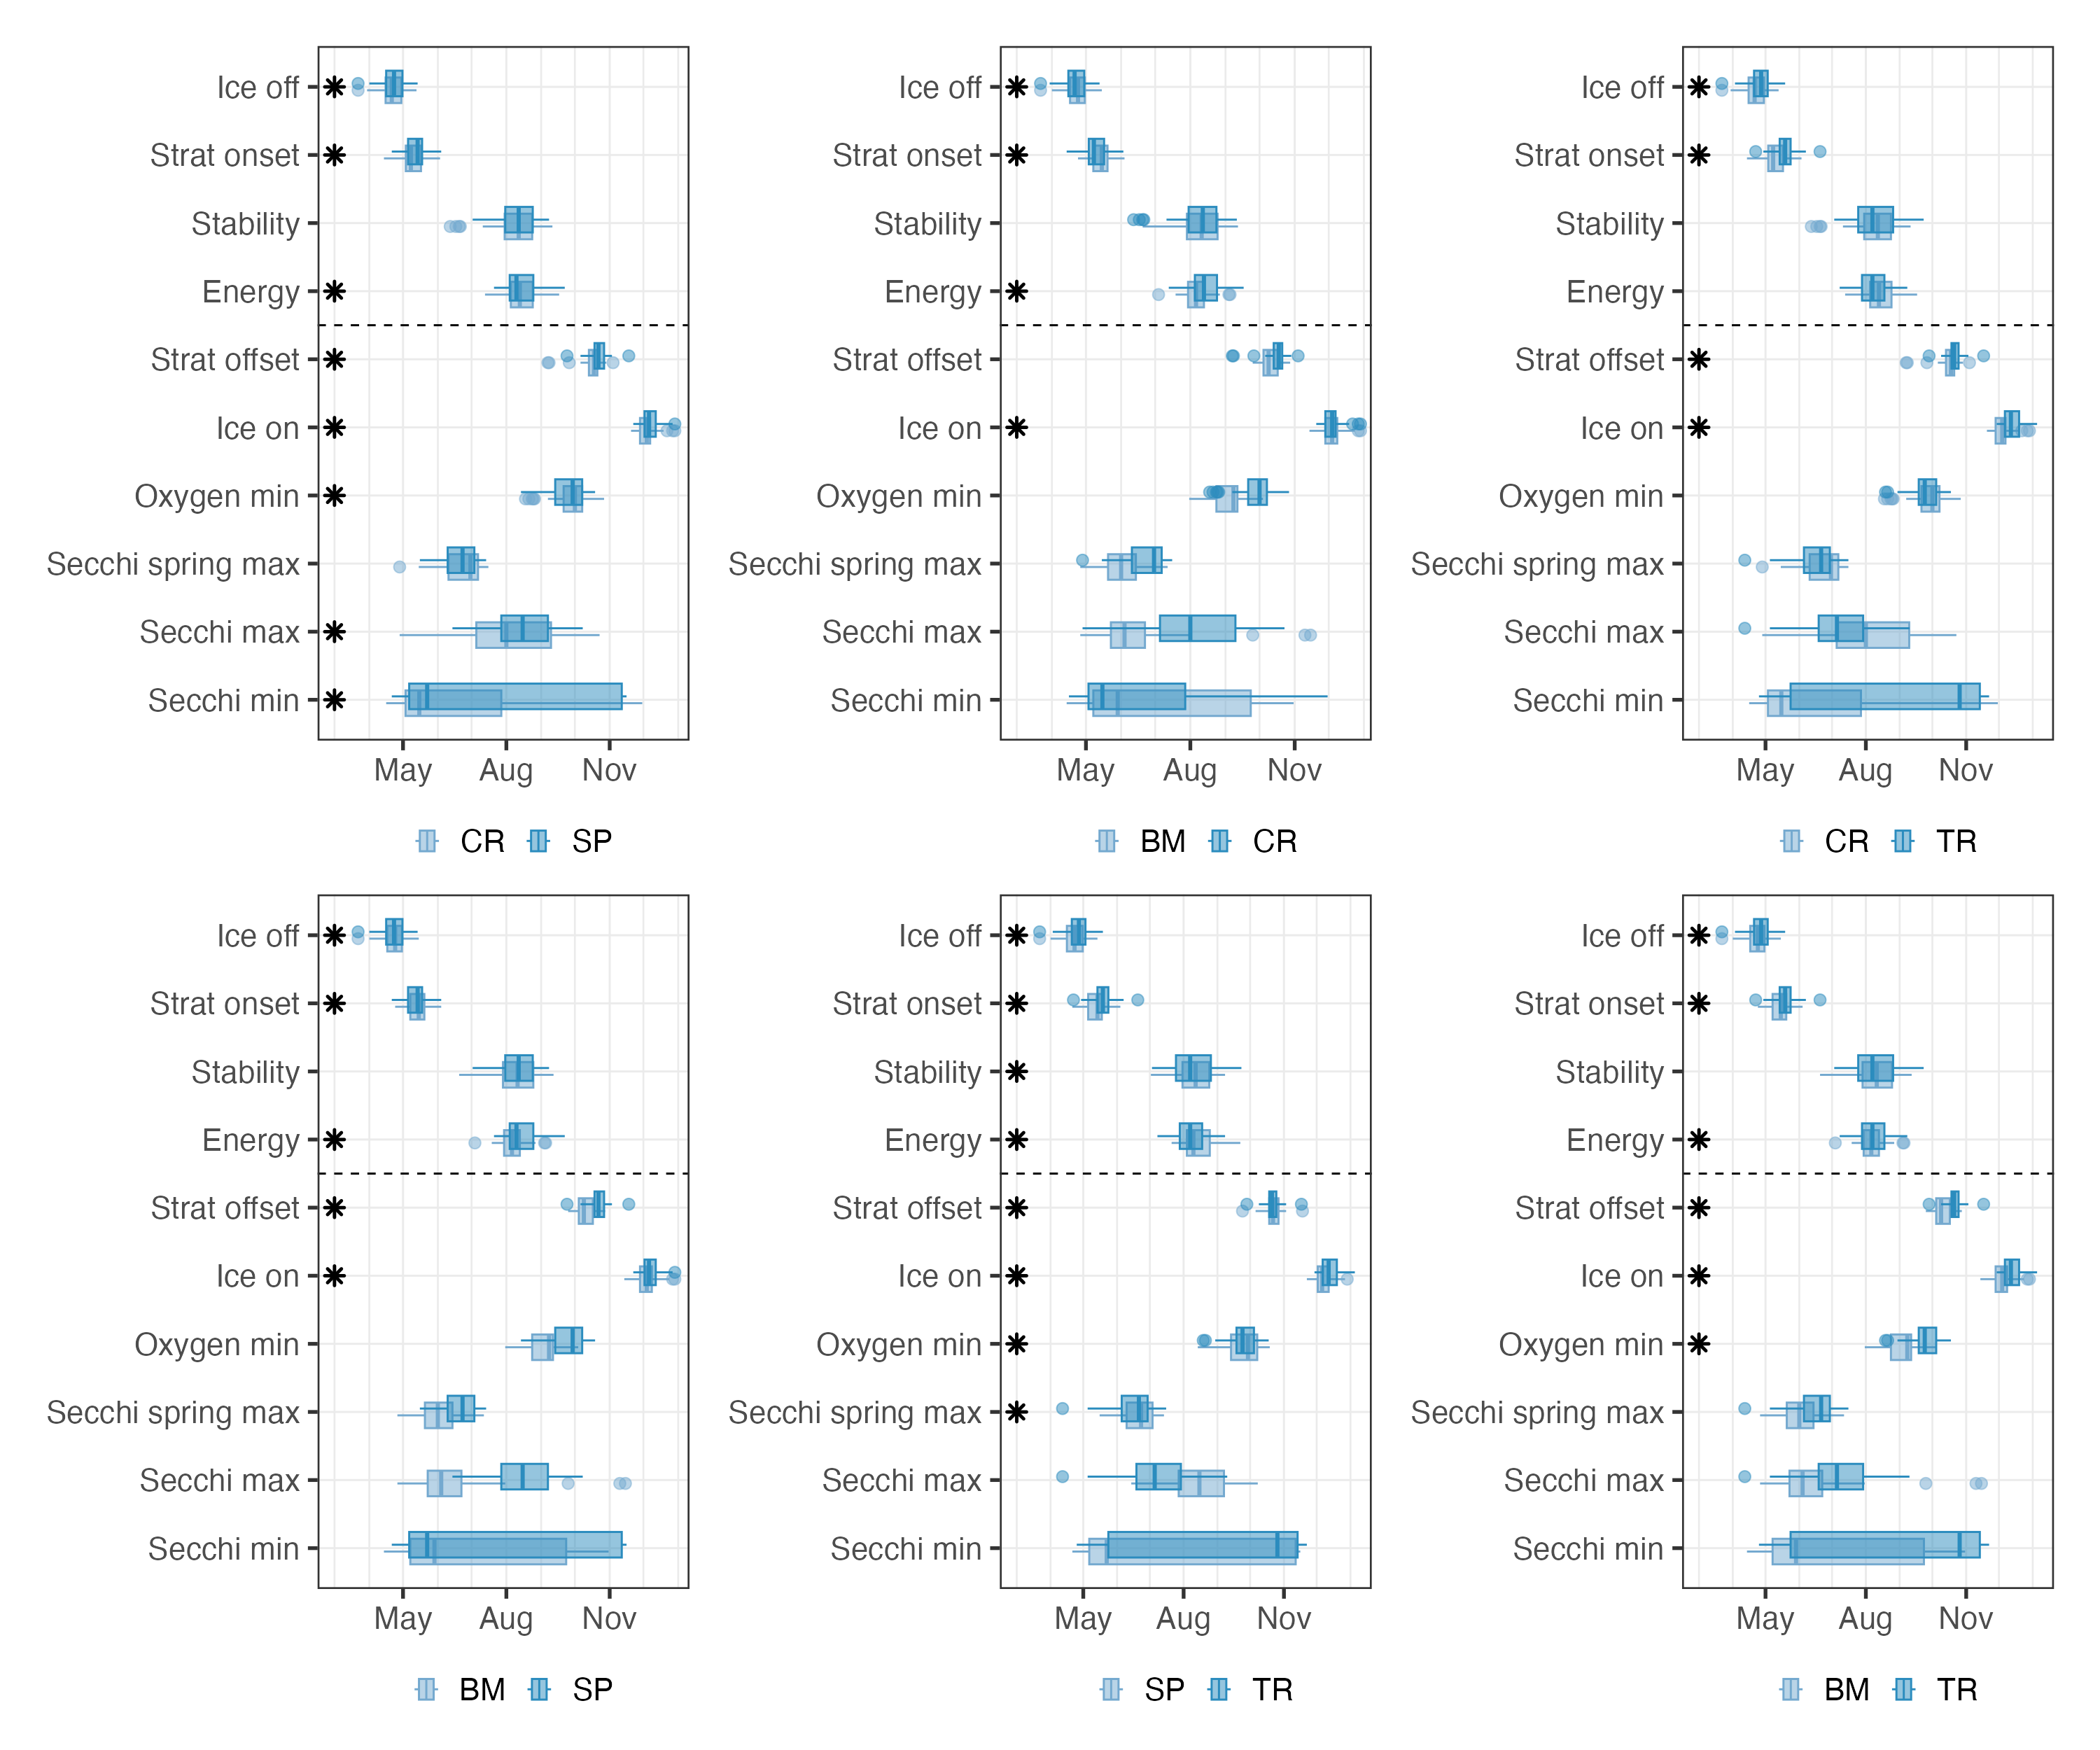 Ice off
Strat onset
Stability
Energy
Strat offset
Ice on
Oxygen min
Secchi spring max
Secchi max
Secchi min
May Aug Nov
CR SP
Ice off
Strat onset
Stability
Energy
Strat offset
Ice on
Oxygen min
Secchi spring max
Secchi max
Secchi min
May Aug Nov
BM CR
Ice off
Strat onset
Stability
Energy
Strat offset
Ice on
Oxygen min
Secchi spring max
Secchi max
Secchi min
May Aug Nov
CR TR
Ice off
Strat onset
Stability
Energy
Strat offset
Ice on
Oxygen min
Secchi spring max
Secchi max
Secchi min
May Aug Nov
BM SP
Ice off
Strat onset
Stability
Energy
Strat offset
Ice on
Oxygen min
Secchi spring max
Secchi max
Secchi min
May Aug Nov
SP TR
Ice off
Strat onset
Stability
Energy
Strat offset
Ice on
Oxygen min
Secchi spring max
Secchi max
Secchi min
May Aug Nov
BM TR